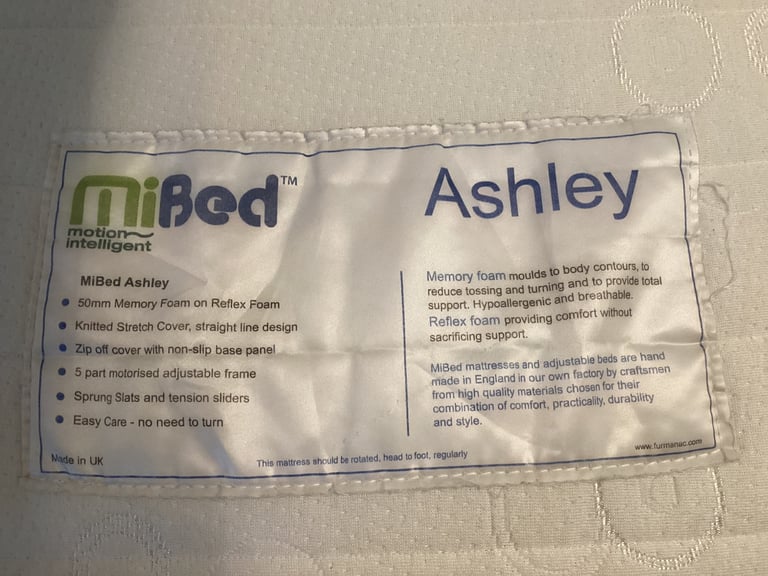 miBed™
motion
intelligent
Ashley
MiBed Ashley
• 50mm Memory Foam on Reflex Foam
• Knitted Stretch Cover, straight line design
• Zip off cover with non-slip base panel
• 5 part motorised adjustable frame
• Sprung Slats and tension sliders
• Easy Care - no need to turn
Made in UK
This mattress should be rotated, head to foot, regularly
Memory foam moulds to body contours, to
reduce tossing and turning and to provide total
support. Hypoallergenic and breathable.
Reflex foam providing comfort without
sacrificing support.
MiBed mattresses and adjustable beds are hand
made in England in our own factory by craftsmen
from high quality materials chosen for their
combination of comfort, practicality, durability
and style.
www.furmanac.com